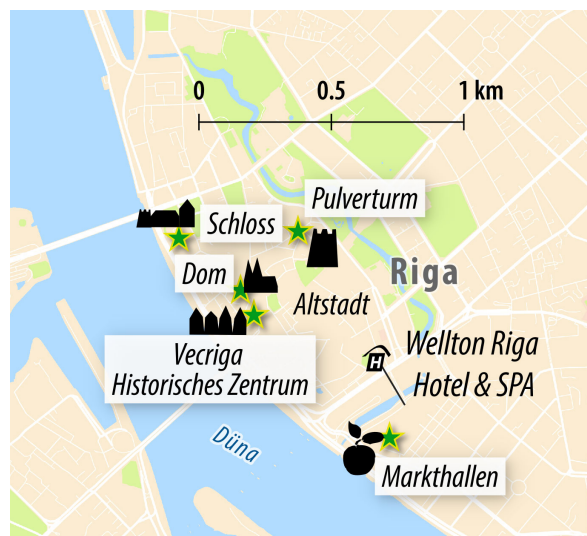 0 0.5 1 km
Pulverturm
Schloss
Dom
Riga
Altstadt
Vecriga
Historisches Zentrum
Wellton Riga
Hotel & SPA
H
Düna
Markthallen